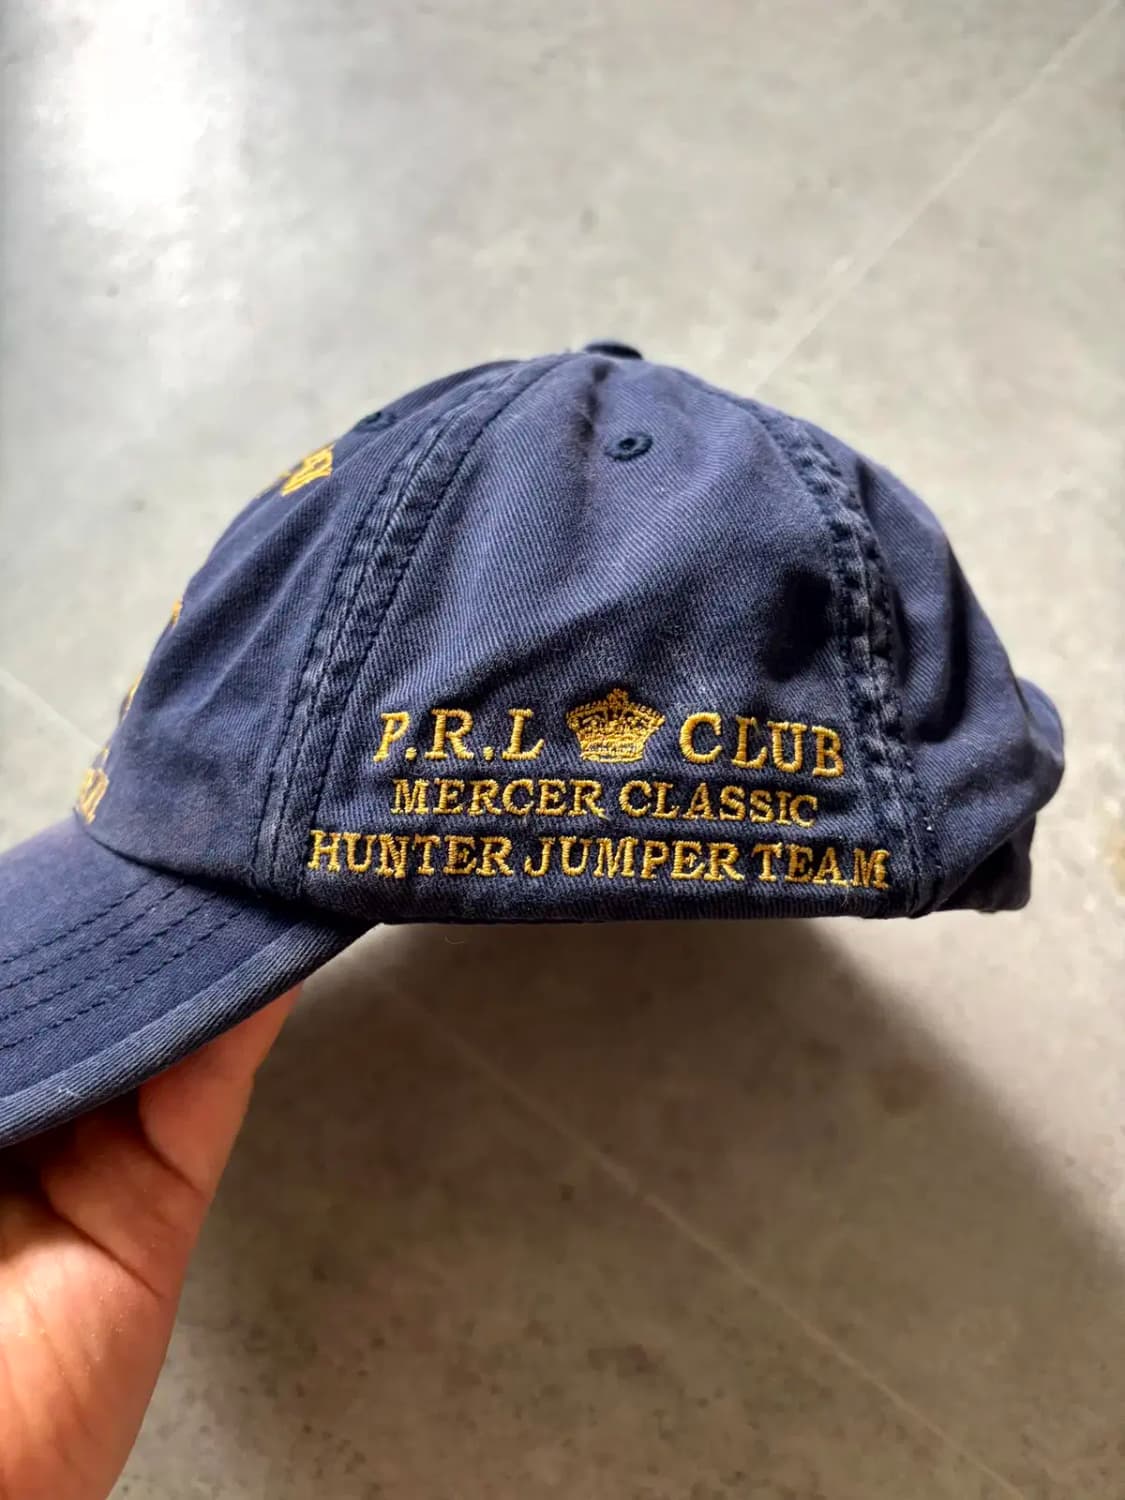 P.R.L CLUB
MERCER CLASSIC
HUNTER JUMPER TEAM